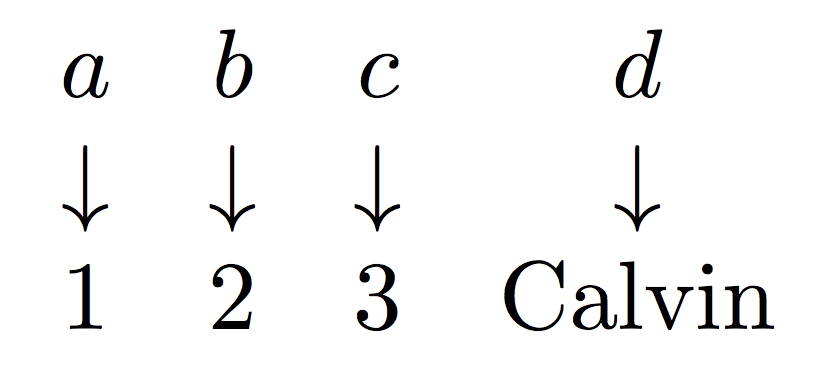 a b c d
↓ ↓ ↓ ↓
1 2 3 Calvin